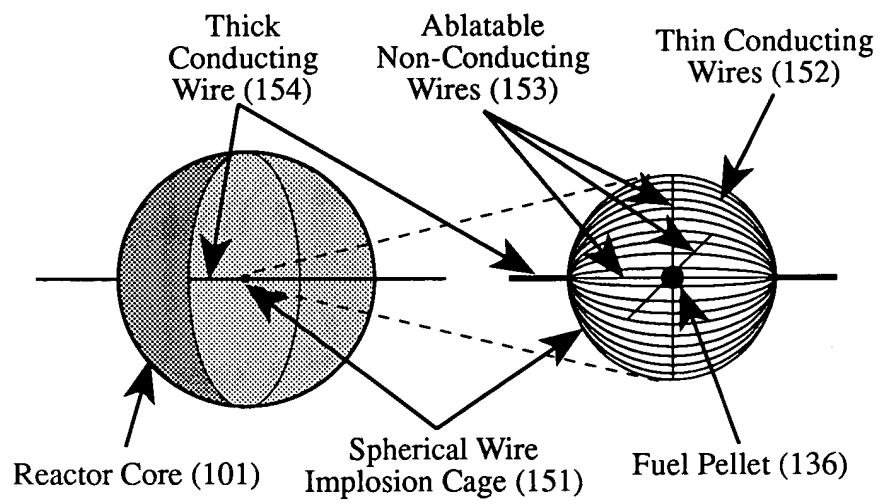 Thick
Conducting
Wire (154)
Ablatable
Non-Conducting
Wires (153)
Thin Conducting
Wires (152)
Reactor Core (101)
Spherical Wire
Implosion Cage (151)
Fuel Pellet (136)